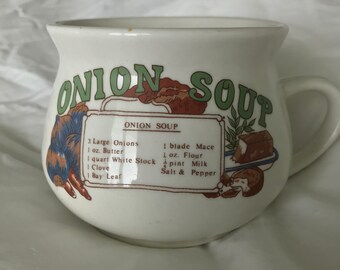 ONION SOUP
ONION SOUP
3 Large Onions
1 oz. Butter
1 quart White Stock
1 Clove
1 Bay Leaf
1 blade Mace
½ oz. Flour
½ pint Milk
Salt & Pepper